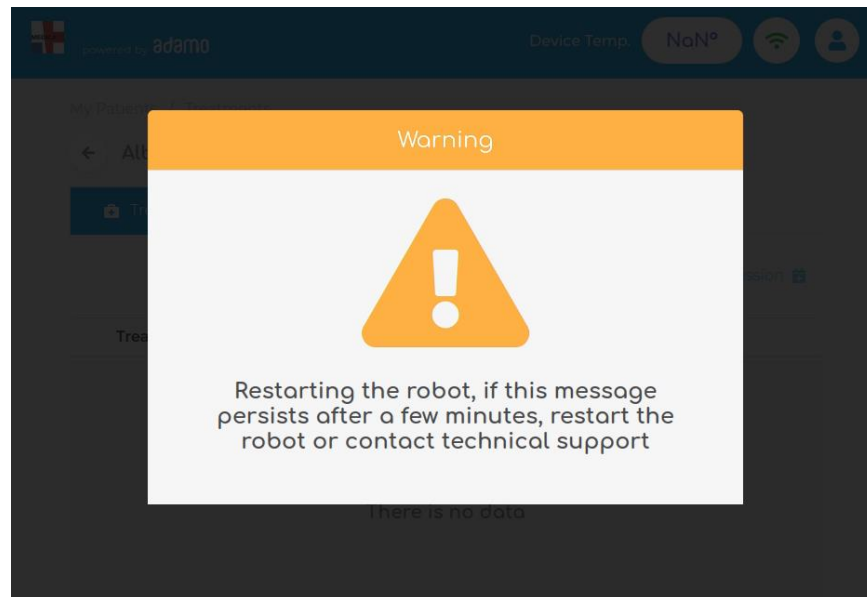 powered by adamo
Device Temp.
NaN°
My Patients / Treatments
Warning
Restarting the robot, if this message
persists after a few minutes, restart the
robot or contact technical support
There is no data